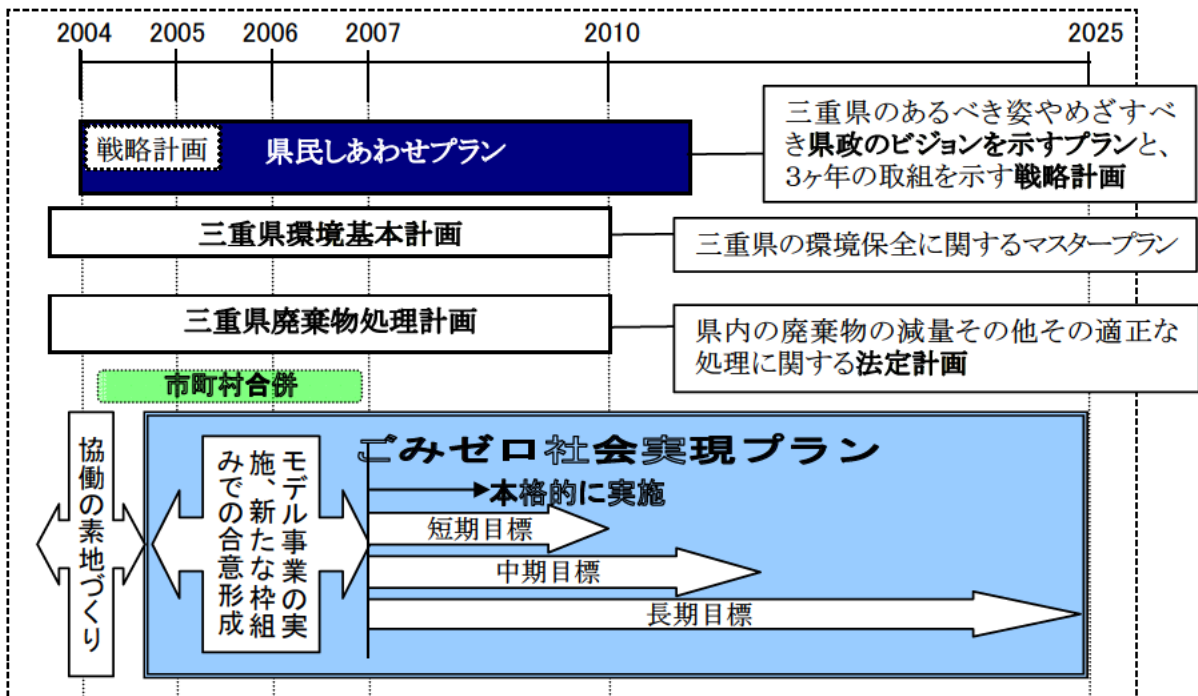 2004 2005 2006 2007 2010 2025
戦略計画
県民しあわせプラン
三重県のあるべき姿やめざすべ
き県政のビジョンを示すプランと、
3ヶ年の取組を示す戦略計画
三重県環境基本計画
三重県の環境保全に関するマスタープラン
三重県廃棄物処理計画
県内の廃棄物の減量その他その適正な
処理に関する法定計画
市町村合併
協働の素地づくり
モデル事業の実
施、新たな枠組
みでの合意形成
ごみゼロ社会実現プラン
本格的に実施
短期目標
中期目標
長期目標